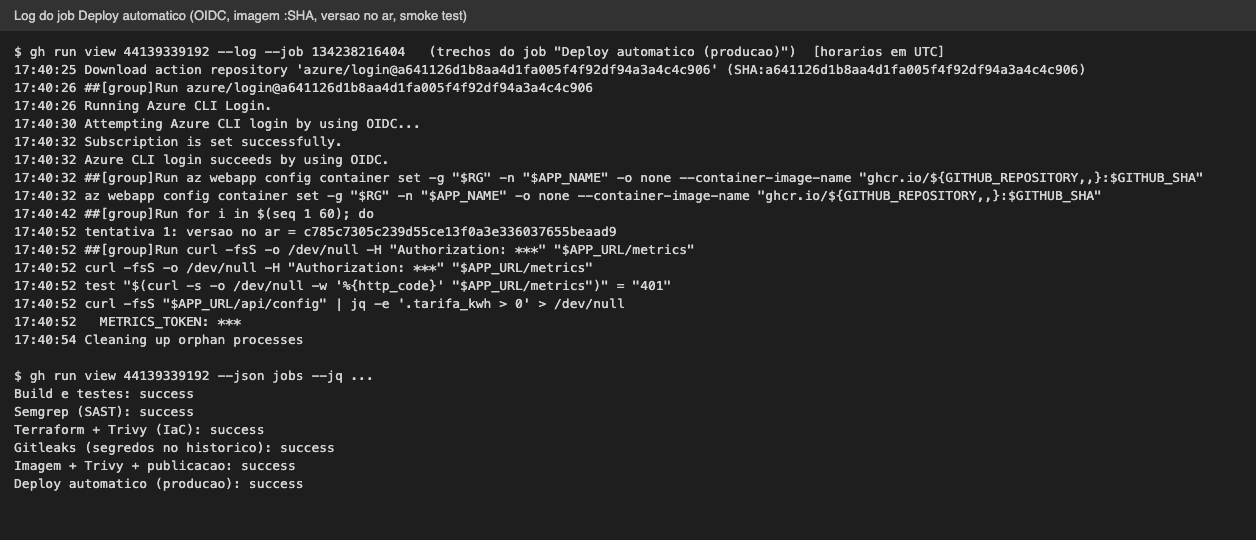 Log do job Deploy automatico (OIDC, imagem :SHA, versao no ar, smoke test)
$ gh run view 44139339192 --log --job 134238216404   (trechos do job "Deploy automatico (producao)")  [horarios em UTC]
17:40:25 Download action repository 'azure/login@a641126d1b8aa4d1fa005f4f92df94a3a4c4c906' (SHA:a641126d1b8aa4d1fa005f4f92df94a3a4c4c906)
17:40:26 ##[group]Run azure/login@a641126d1b8aa4d1fa005f4f92df94a3a4c4c906
17:40:26 Running Azure CLI Login.
17:40:30 Attempting Azure CLI login by using OIDC...
17:40:32 Subscription is set successfully.
17:40:32 Azure CLI login succeeds by using OIDC.
17:40:32 ##[group]Run az webapp config container set -g "$RG" -n "$APP_NAME" -o none --container-image-name "ghcr.io/${GITHUB_REPOSITORY,,}:$GITHUB_SHA"
17:40:32 az webapp config container set -g "$RG" -n "$APP_NAME" -o none --container-image-name "ghcr.io/${GITHUB_REPOSITORY,,}:$GITHUB_SHA"
17:40:42 ##[group]Run for i in $(seq 1 60); do
17:40:52 tentativa 1: versao no ar = c785c7305c239d55ce13f0a3e336037655beaad9
17:40:52 ##[group]Run curl -fsS -o /dev/null -H "Authorization: ***" "$APP_URL/metrics"
17:40:52 curl -fsS -o /dev/null -H "Authorization: ***" "$APP_URL/metrics"
17:40:52 test "$(curl -s -o /dev/null -w '%{http_code}' "$APP_URL/metrics")" = "401"
17:40:52 curl -fsS "$APP_URL/api/config" | jq -e '.tarifa_kwh > 0' > /dev/null
17:40:52   METRICS_TOKEN: ***
17:40:54 Cleaning up orphan processes
$ gh run view 44139339192 --json jobs --jq ...
Build e testes: success
Semgrep (SAST): success
Terraform + Trivy (IaC): success
Gitleaks (segredos no historico): success
Imagem + Trivy + publicacao: success
Deploy automatico (producao): success